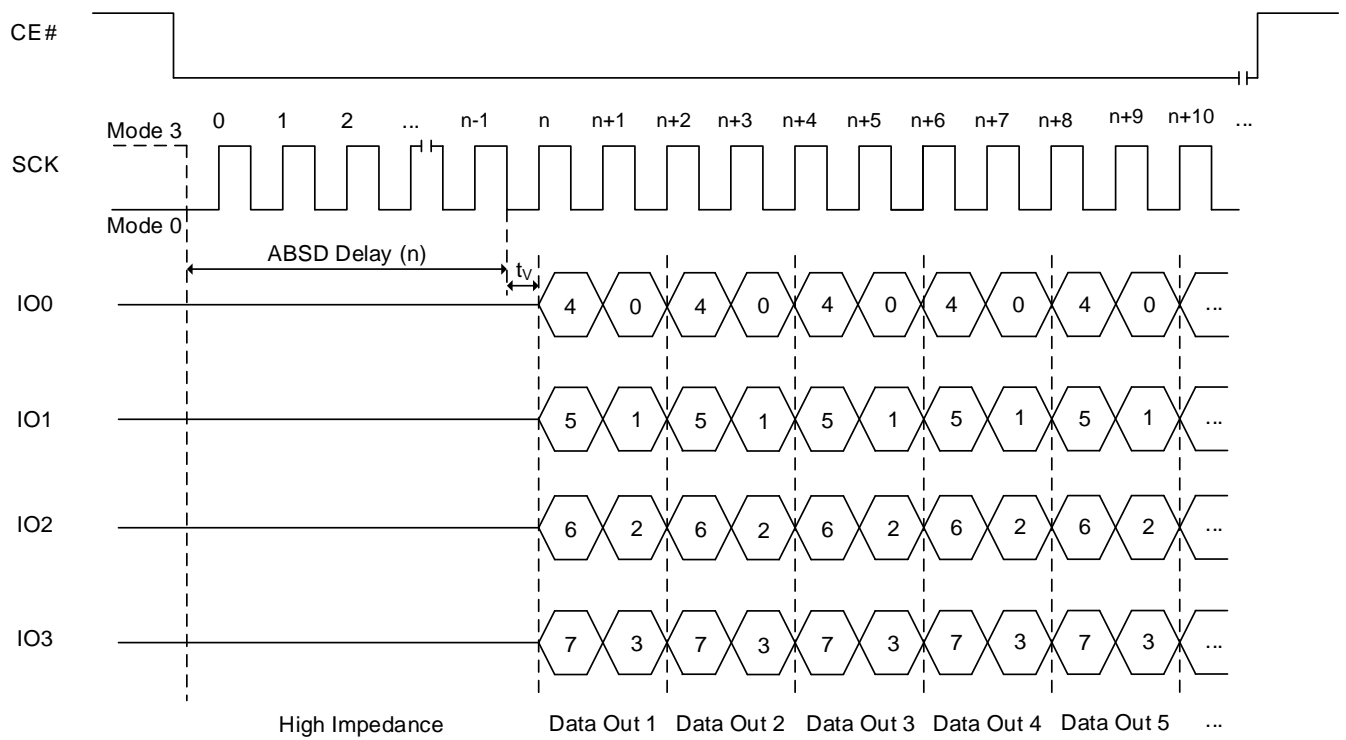 CE#
0 1 2 ... n-1 n n+1 n+2 n+3 n+4 n+5 n+6 n+7 n+8 n+9 n+10 ...
Mode 3
SCK
Mode 0
ABSD Delay (n)
tV
IO0 4 0 4 0 4 0 4 0 4 0 ...
IO1 5 1 5 1 5 1 5 1 5 1 ...
IO2 6 2 6 2 6 2 6 2 6 2 ...
IO3 7 3 7 3 7 3 7 3 7 3 ...
High Impedance Data Out 1 Data Out 2 Data Out 3 Data Out 4 Data Out 5 ...